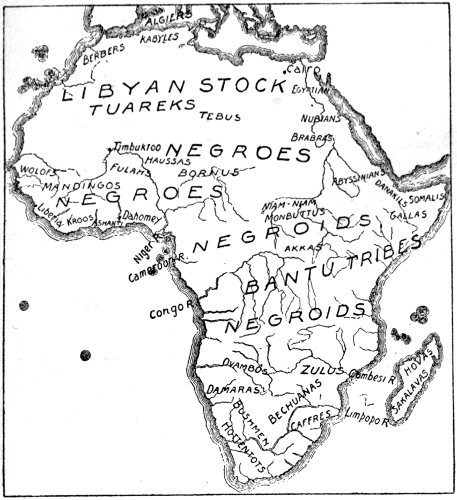 ALGIERS
KABYLES
BERBERS
Cairo
LIBYAN STOCK
EGYPTIAN
TUAREKS
TEBUS
NUBIANS
BRABRAS
Timbuktoo
NEGROES
HAUSSAS
WOLOFS
FULAHS
BORNUS
ABYSSINIANS
DANAKILS
MANDINGOS
NEGROES
SOMALIS
NIAM-NIAM
MONBUTTUS
GALLAS
Liberia
KROOS
ASHANTI
Dahomey
NEGROIDS
Niger R
AKKAS
Cameroon R
BANTU TRIBES
Congo R
NEGROIDS
OVAMBOS
ZULUS
Zambesi R
HOVAS
DAMARAS
BECHUANAS
SAKALAVAS
BUSHMEN
CAFFRES
Limpopo R
HOTTENTOTS